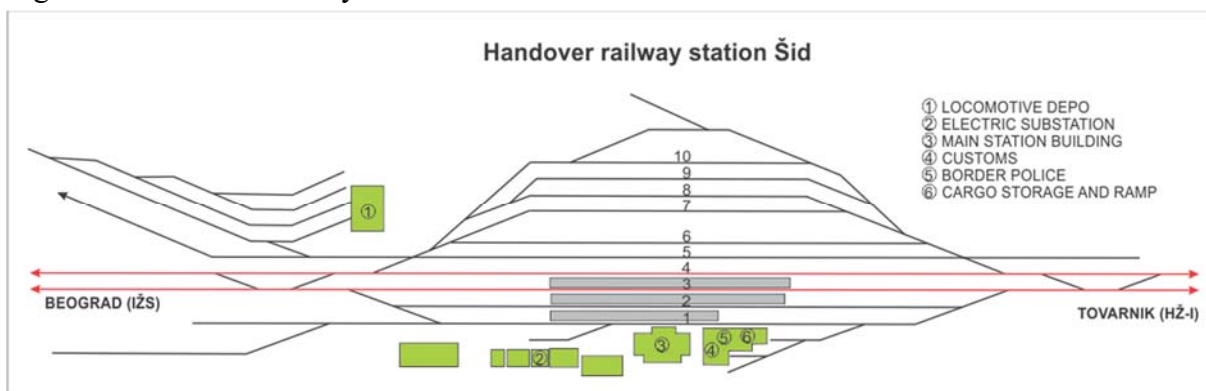 Handover railway station Šid
① LOCOMOTIVE DEPO
② ELECTRIC SUBSTATION
③ MAIN STATION BUILDING
④ CUSTOMS
⑤ BORDER POLICE
⑥ CARGO STORAGE AND RAMP
10
9
8
7
①
6
5
4
3
BEOGRAD (IŽS)
2
TOVARNIK (HŽ-I)
1
②
③
④
⑤
⑥